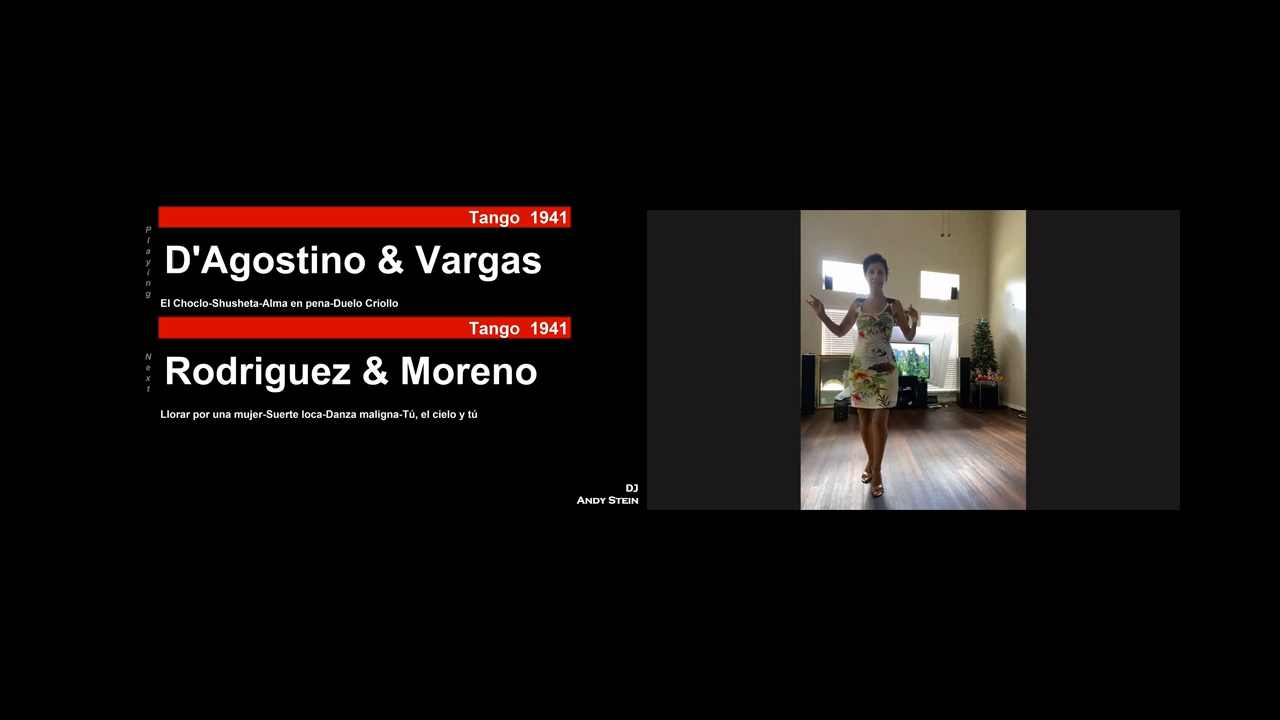 Playing
Tango 1941
D'Agostino & Vargas
El Choclo-Shusheta-Alma en pena-Duelo Criollo
Next
Tango 1941
Rodriguez & Moreno
Llorar por una mujer-Suerte loca-Danza maligna-Tú, el cielo y tú
DJ
ANDY STEIN